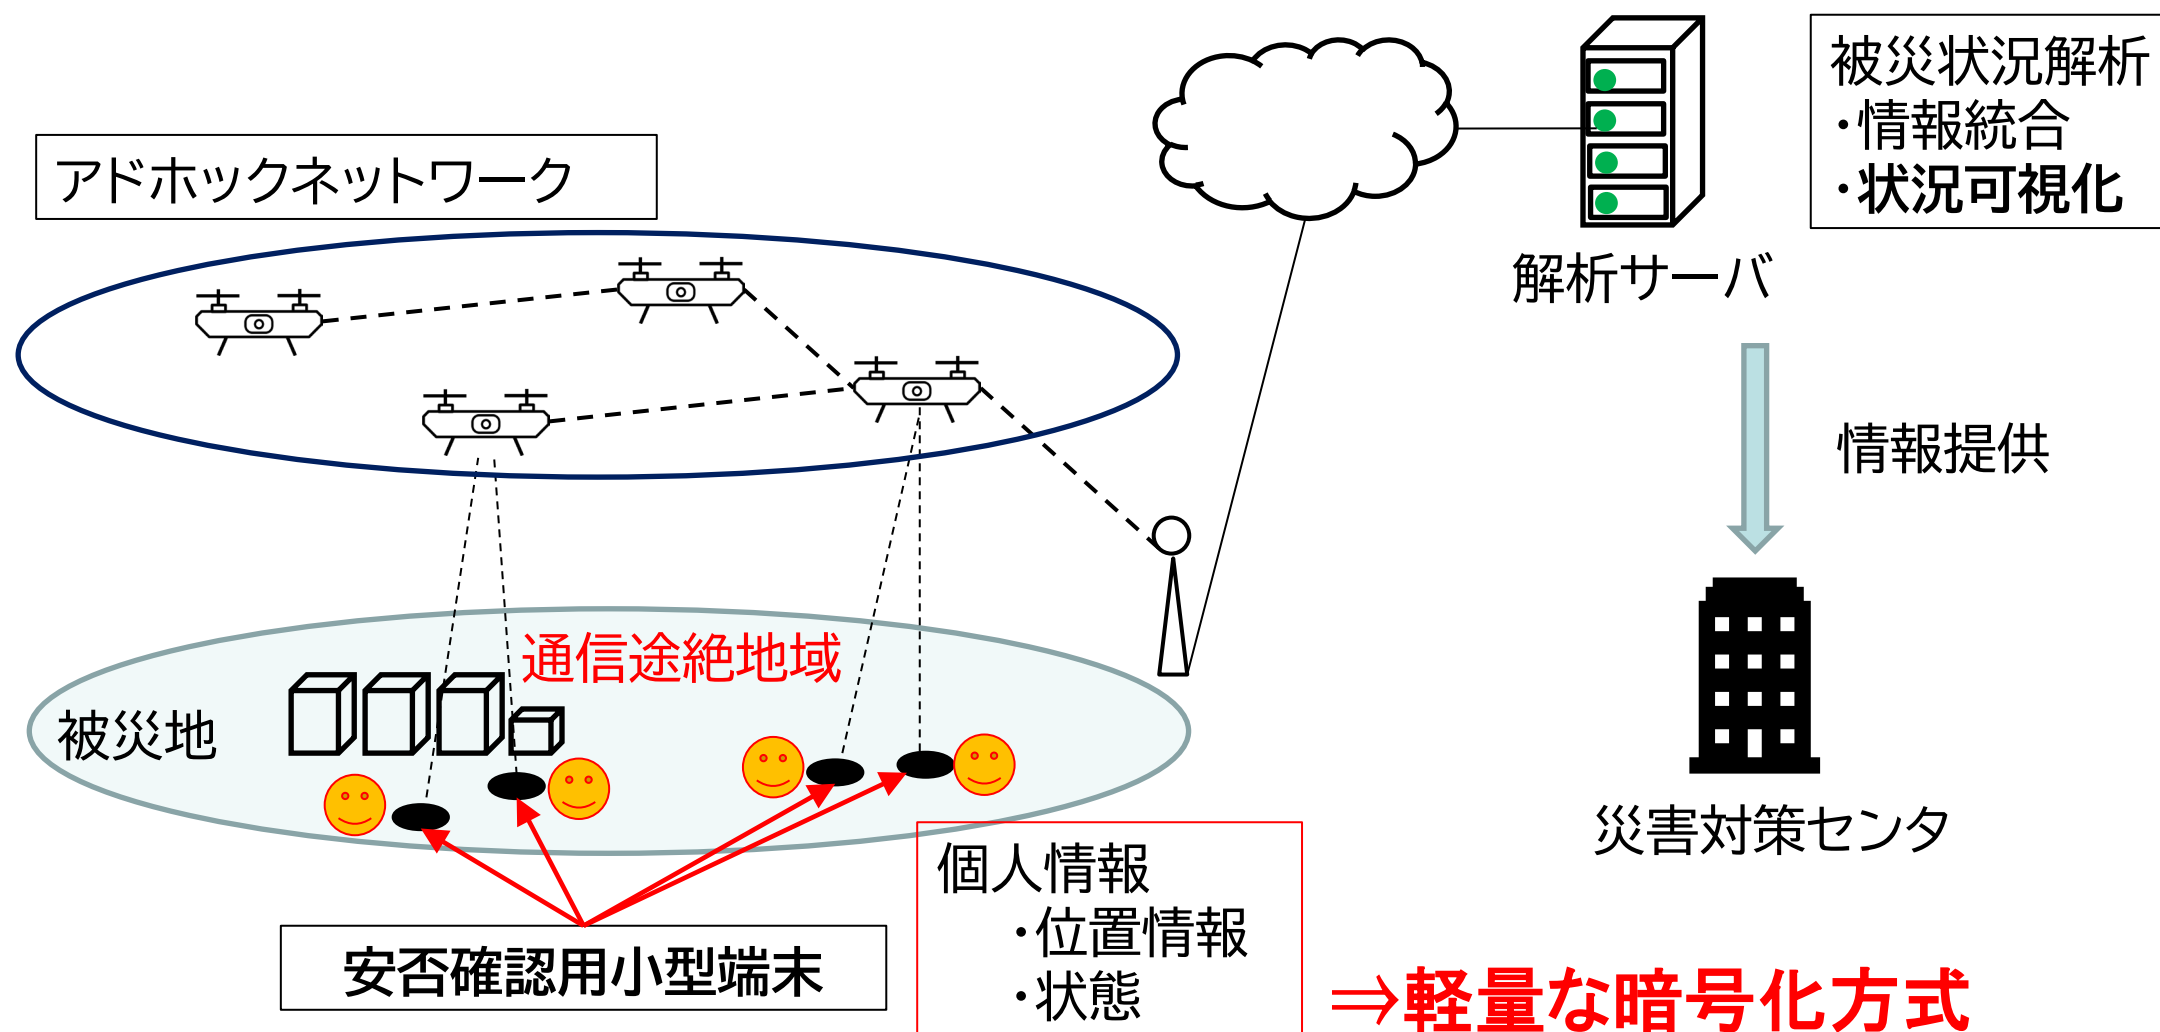 アドホックネットワーク
被災状況解析
・情報統合
・状況可視化
解析サーバ
情報提供
通信途絶地域
被災地
災害対策センタ
個人情報
・位置情報
・状態
安否確認用小型端末
⇒軽量な暗号化方式